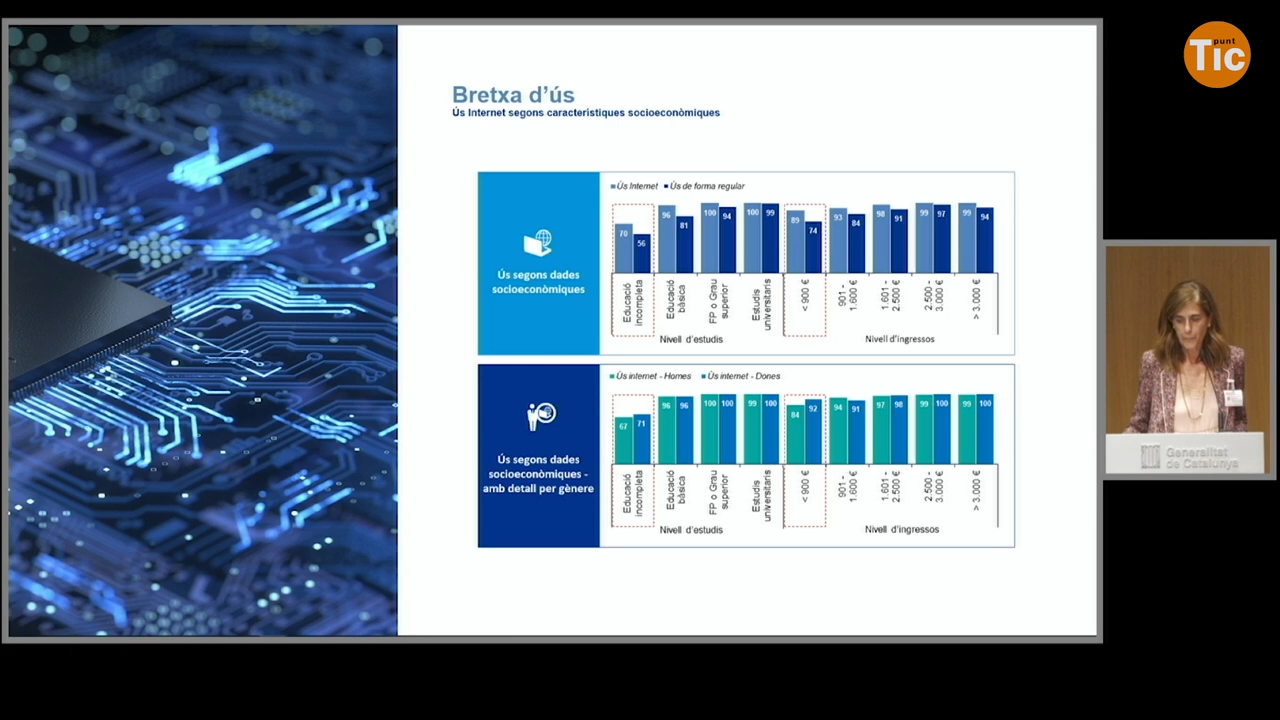 punt
Tic
Bretxa d'ús
Ús Internet segons característiques socioeconòmiques
Ús segons dades
socioeconòmiques
Ús Internet Ús de forma regular
70 56 96 81 100 94 100 99 89 74 93 84 98 91 99 97 99 94
Educació
incompleta
Educació
bàsica
FP o Grau
superior
Estudis
universitaris
< 900 €
901 -
1.600 €
1.601 -
2.500 €
2.500 -
3.000 €
> 3.000 €
Nivell d'estudis
Nivell d'ingressos
Ús segons dades
socioeconòmiques -
amb detall per gènere
Ús internet - Homes Ús internet - Dones
67 71 96 96 100 100 99 100 84 92 94 91 97 98 99 100 99 100
Educació
incompleta
Educació
bàsica
FP o Grau
superior
Estudis
universitaris
< 900 €
901 -
1.600 €
1.601 -
2.500 €
2.500 -
3.000 €
> 3.000 €
Nivell d'estudis
Nivell d'ingressos
Generalitat
de Catalunya